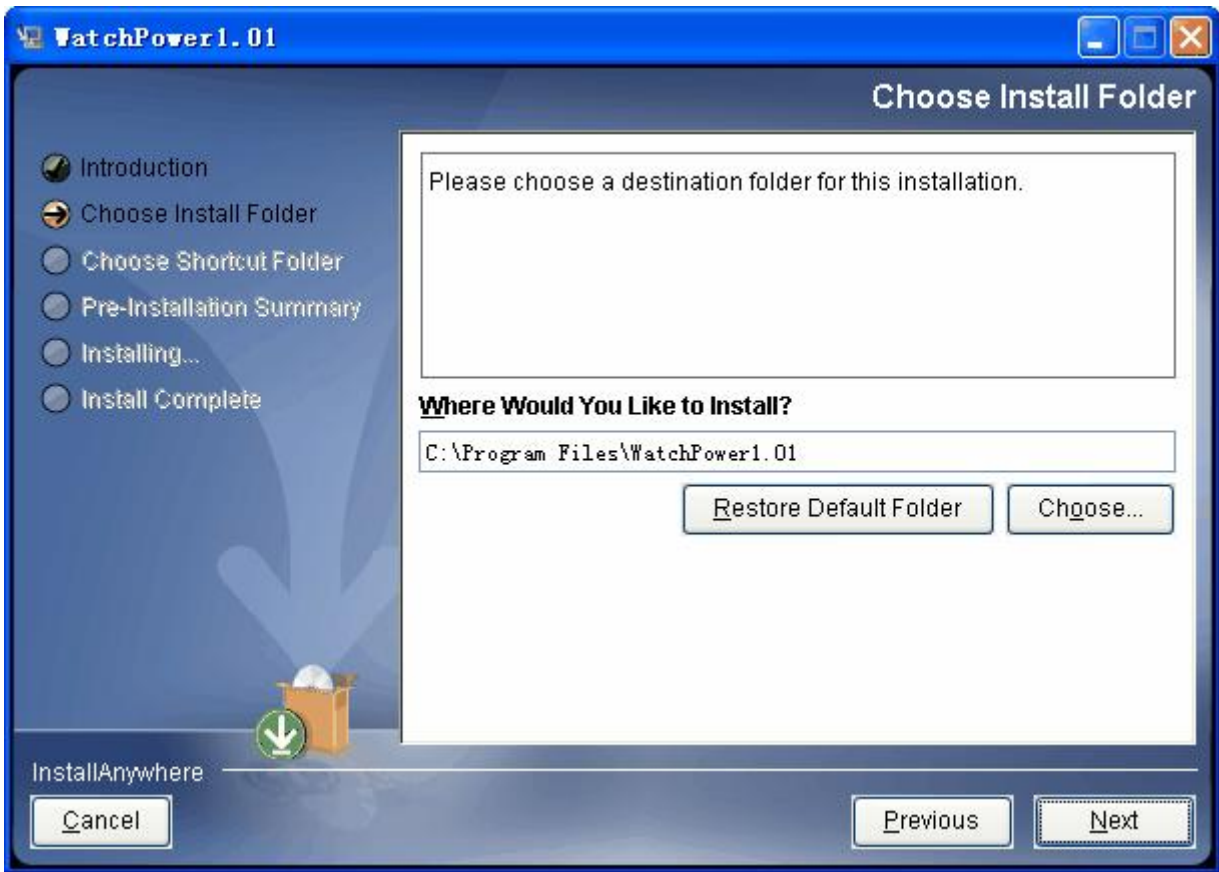 WatchPower1.01
Choose Install Folder
Introduction
Choose Install Folder
Choose Shortcut Folder
Pre-Installation Summary
Installing...
Install Complete
Please choose a destination folder for this installation.
Where Would You Like to Install?
C:\Program Files\WatchPower1.01
Restore Default Folder
Choose...
InstallAnywhere
Cancel
Previous
Next